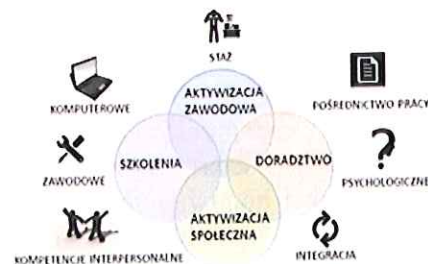 STAŻ
KOMPUTEROWE
AKTYWIZACJA
ZAWODOWA
POŚREDNICTWO PRACY
ZAWODOWE
SZKOLENIA
DORADZTWO
PSYCHOLOGICZNE
AKTYWIZACJA
SPOŁECZNA
KOMPETENCJE INTERPERSONALNE
INTEGRACJA